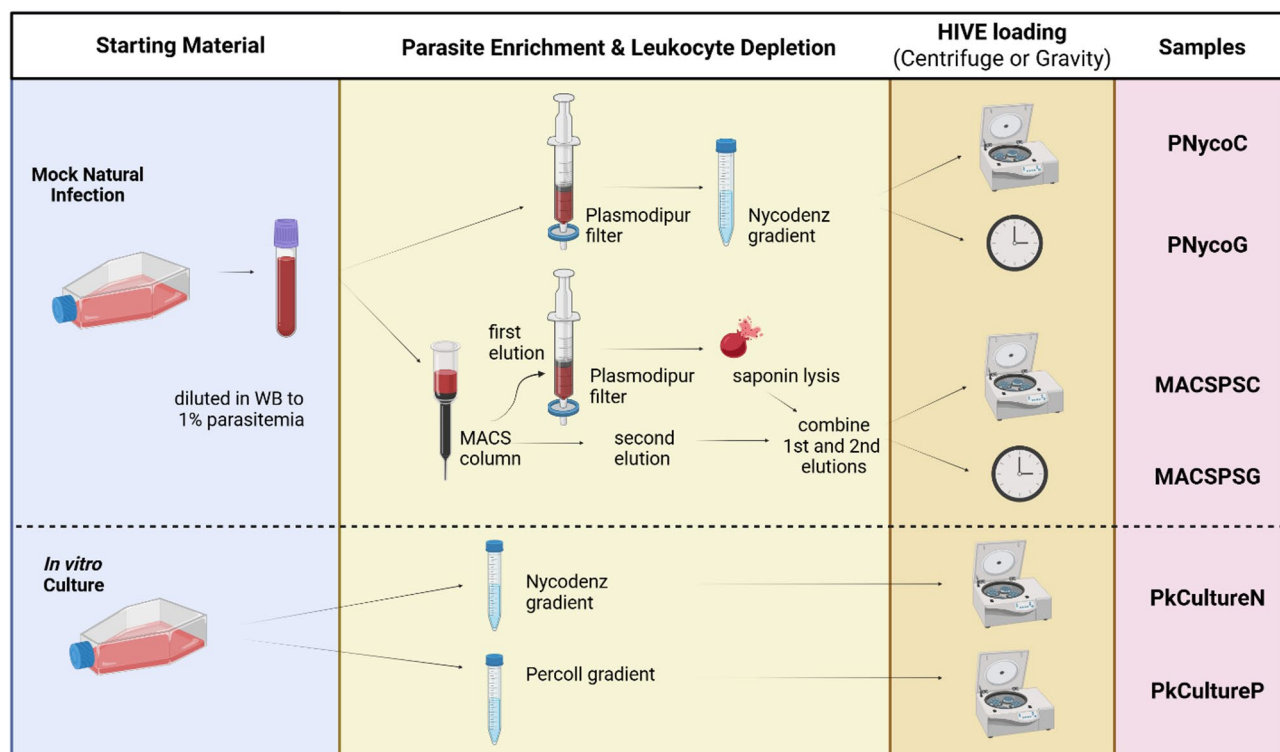 Starting Material
Parasite Enrichment & Leukocyte Depletion
HIVE loading
(Centrifuge or Gravity)
Samples
Mock Natural
Infection
diluted in WB to
1% parasitemia
Plasmodipur
filter
Nycodenz
gradient
PNycoC
PNycoG
first
elution
Plasmodipur
filter
saponin lysis
MACS
column
second
elution
combine
1st and 2nd
elutions
MACSPSC
MACSPSG
In vitro
Culture
Nycodenz
gradient
Percoll gradient
PkCultureN
PkCultureP